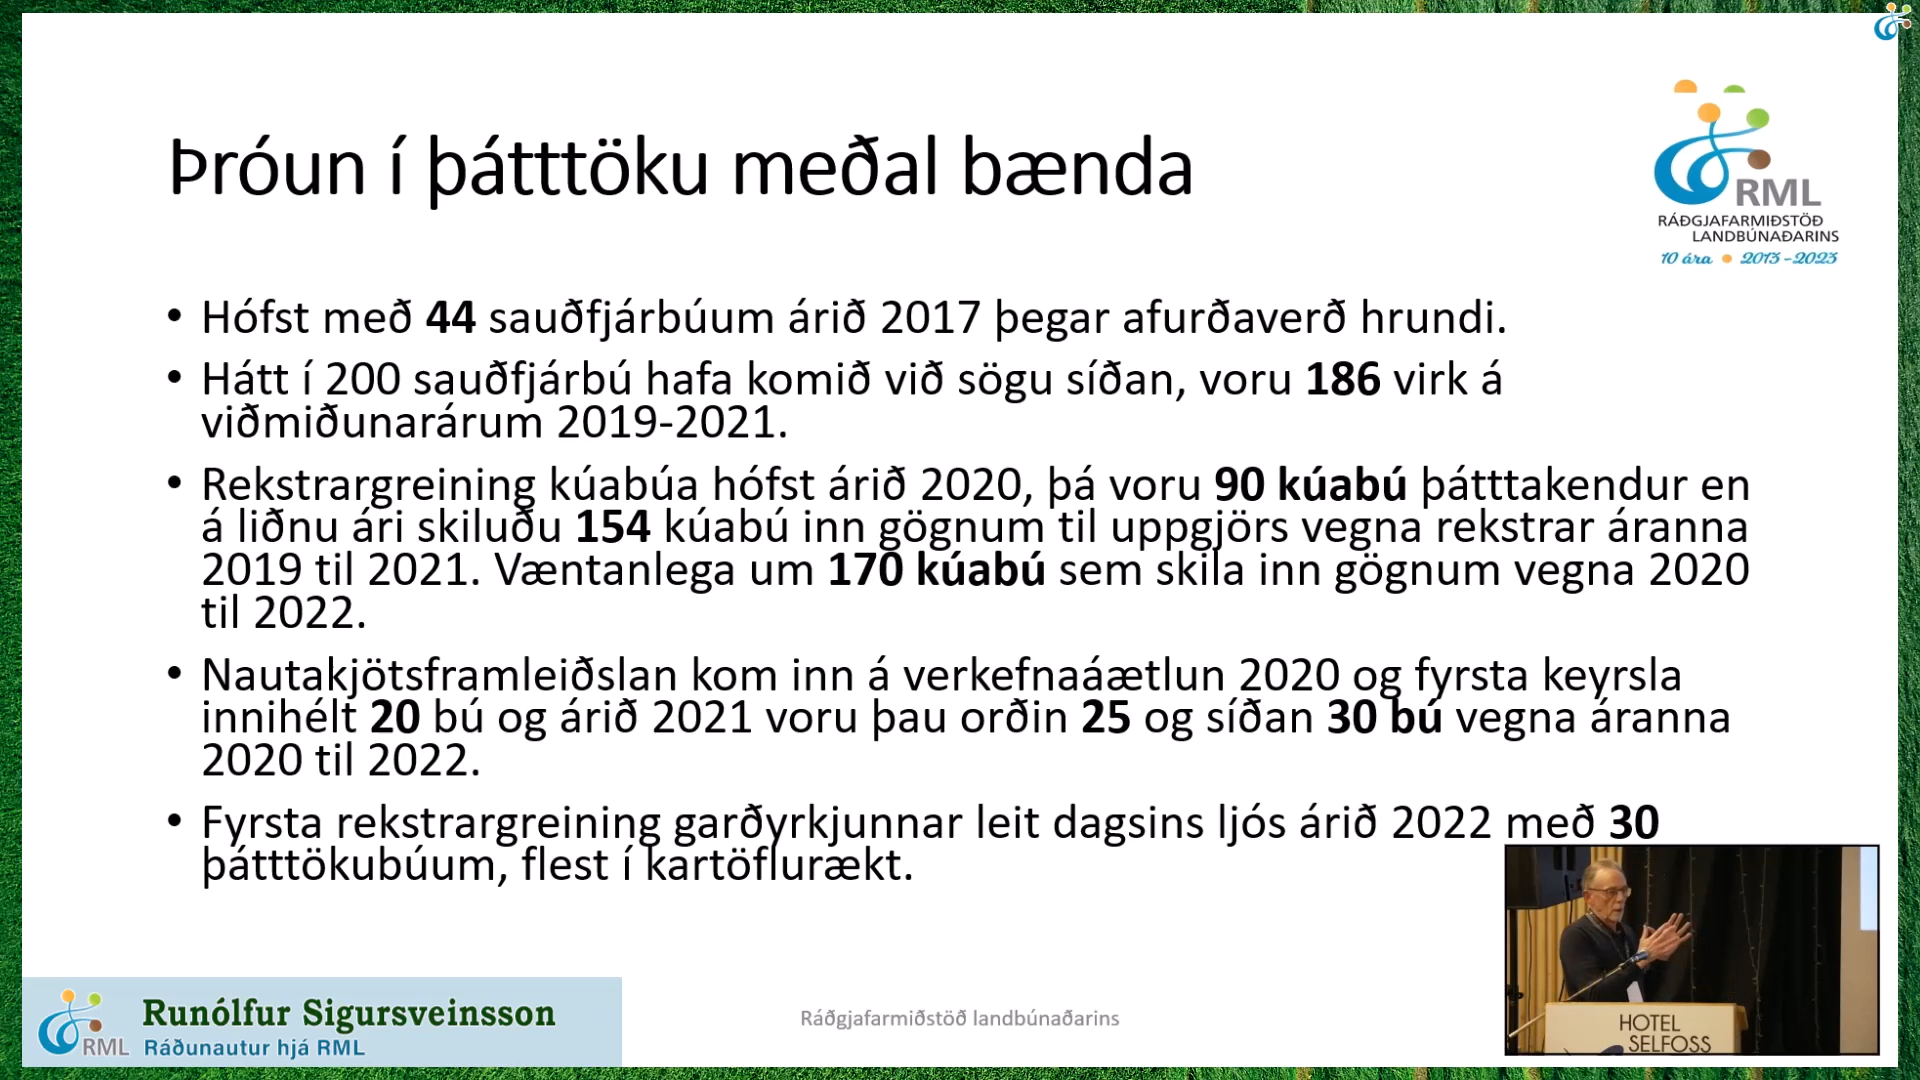 Þróun í þátttöku meðal bænda
RML
RÁÐGJAFARMIÐSTÖÐ
LANDBÚNAÐARINS
10 ára • 2013-2023
• Hófst með 44 sauðfjárbúum árið 2017 þegar afurðaverð hrundi.
• Hátt í 200 sauðfjárbú hafa komið við sögu síðan, voru 186 virk á
viðmiðunarárum 2019-2021.
• Rekstrargreining kúabúa hófst árið 2020, þá voru 90 kúabú þátttakendur en
á liðnu ári skiluðu 154 kúabú inn gögnum til uppgjörs vegna rekstrar áranna
2019 til 2021. Væntanlega um 170 kúabú sem skila inn gögnum vegna 2020
til 2022.
• Nautakjötsframleiðslan kom inn á verkefnaáætlun 2020 og fyrsta keyrsla
innihélt 20 bú og árið 2021 voru þau orðin 25 og síðan 30 bú vegna áranna
2020 til 2022.
• Fyrsta rekstrargreining garðyrkjunnar leit dagsins ljós árið 2022 með 30
þátttökubúum, flest í kartöflurækt.
HOTEL
SELFOSS
RML
Runólfur Sigursveinsson
Ráðunautur hjá RML
Ráðgjafarmiðstöð landbúnaðarins